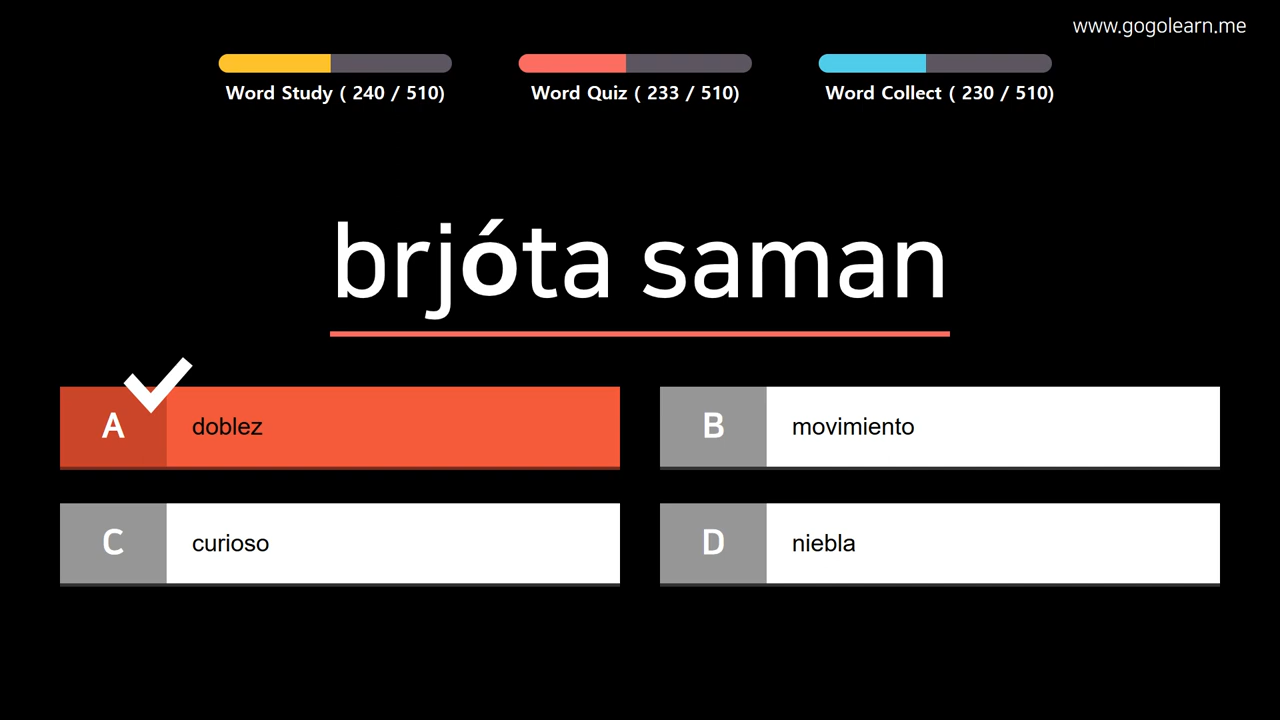 www.gogolearn.me
Word Study ( 240 / 510)
Word Quiz ( 233 / 510)
Word Collect ( 230 / 510)
brjóta saman
A doblez
B movimiento
C curioso
D niebla